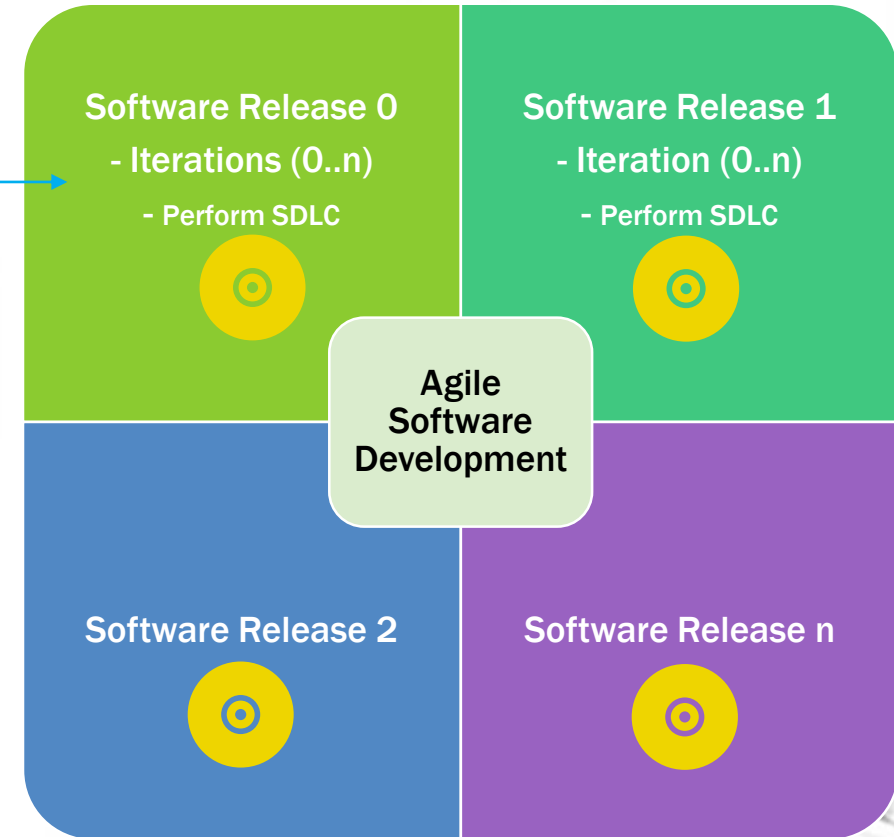 Software Release 0
- Iterations (0..n)
- Perform SDLC
Software Release 1
- Iteration (0..n)
- Perform SDLC
Agile
Software
Development
Software Release 2
Software Release n